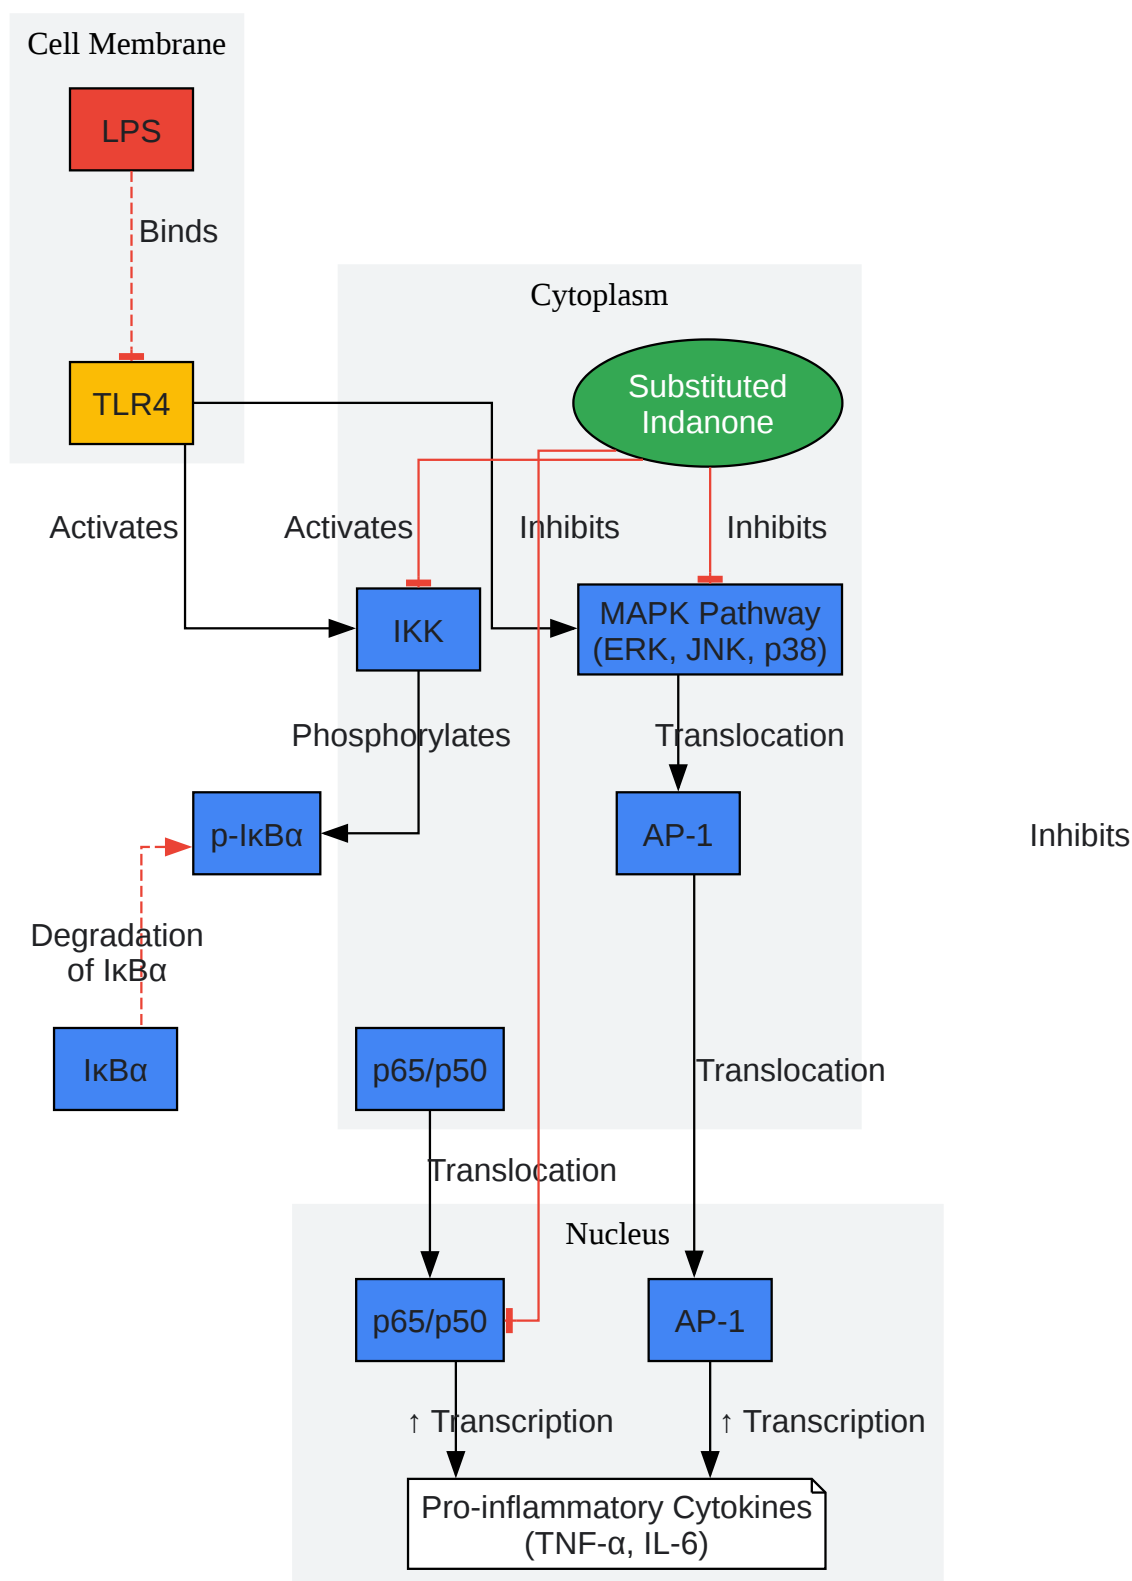 Cell Membrane
LPS
Binds
Cytoplasm
TLR4
Substituted
Indanone
Activates
Activates
Inhibits
Inhibits
IKK
MAPK Pathway
(ERK, JNK, p38)
Phosphorylates
Translocation
p-IκBα
AP-1
Inhibits
Degradation
of IκBα
IκBα
p65/p50
Translocation
Translocation
Nucleus
p65/p50
AP-1
↑ Transcription
↑ Transcription
Pro-inflammatory Cytokines
(TNF-α, IL-6)